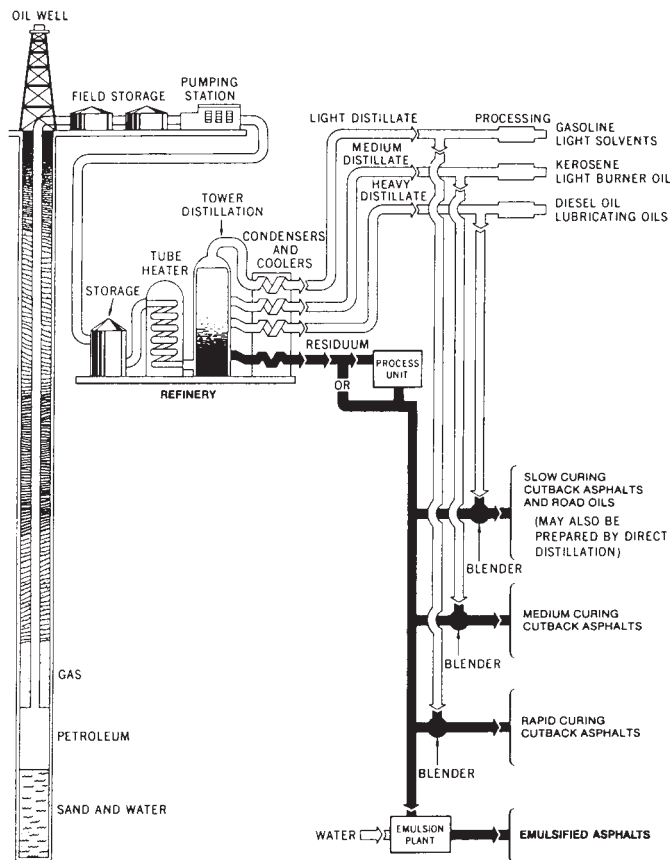 OIL WELL
FIELD STORAGE
PUMPING
STATION
LIGHT DISTILLATE
PROCESSING
GASOLINE
LIGHT SOLVENTS
MEDIUM
DISTILLATE
KEROSENE
LIGHT BURNER OIL
HEAVY
DISTILLATE
DIESEL OIL
LUBRICATING OILS
TOWER
DISTILLATION
CONDENSERS
AND
COOLERS
TUBE
HEATER
STORAGE
RESIDUUM
OR
PROCESS
UNIT
REFINERY
SLOW CURING
CUTBACK ASPHALTS
AND ROAD OILS
(MAY ALSO BE
PREPARED BY DIRECT
DISTILLATION)
BLENDER
MEDIUM CURING
CUTBACK ASPHALTS
BLENDER
GAS
PETROLEUM
RAPID CURING
CUTBACK ASPHALTS
BLENDER
SAND AND WATER
WATER
EMULSION
PLANT
EMULSIFIED ASPHALTS